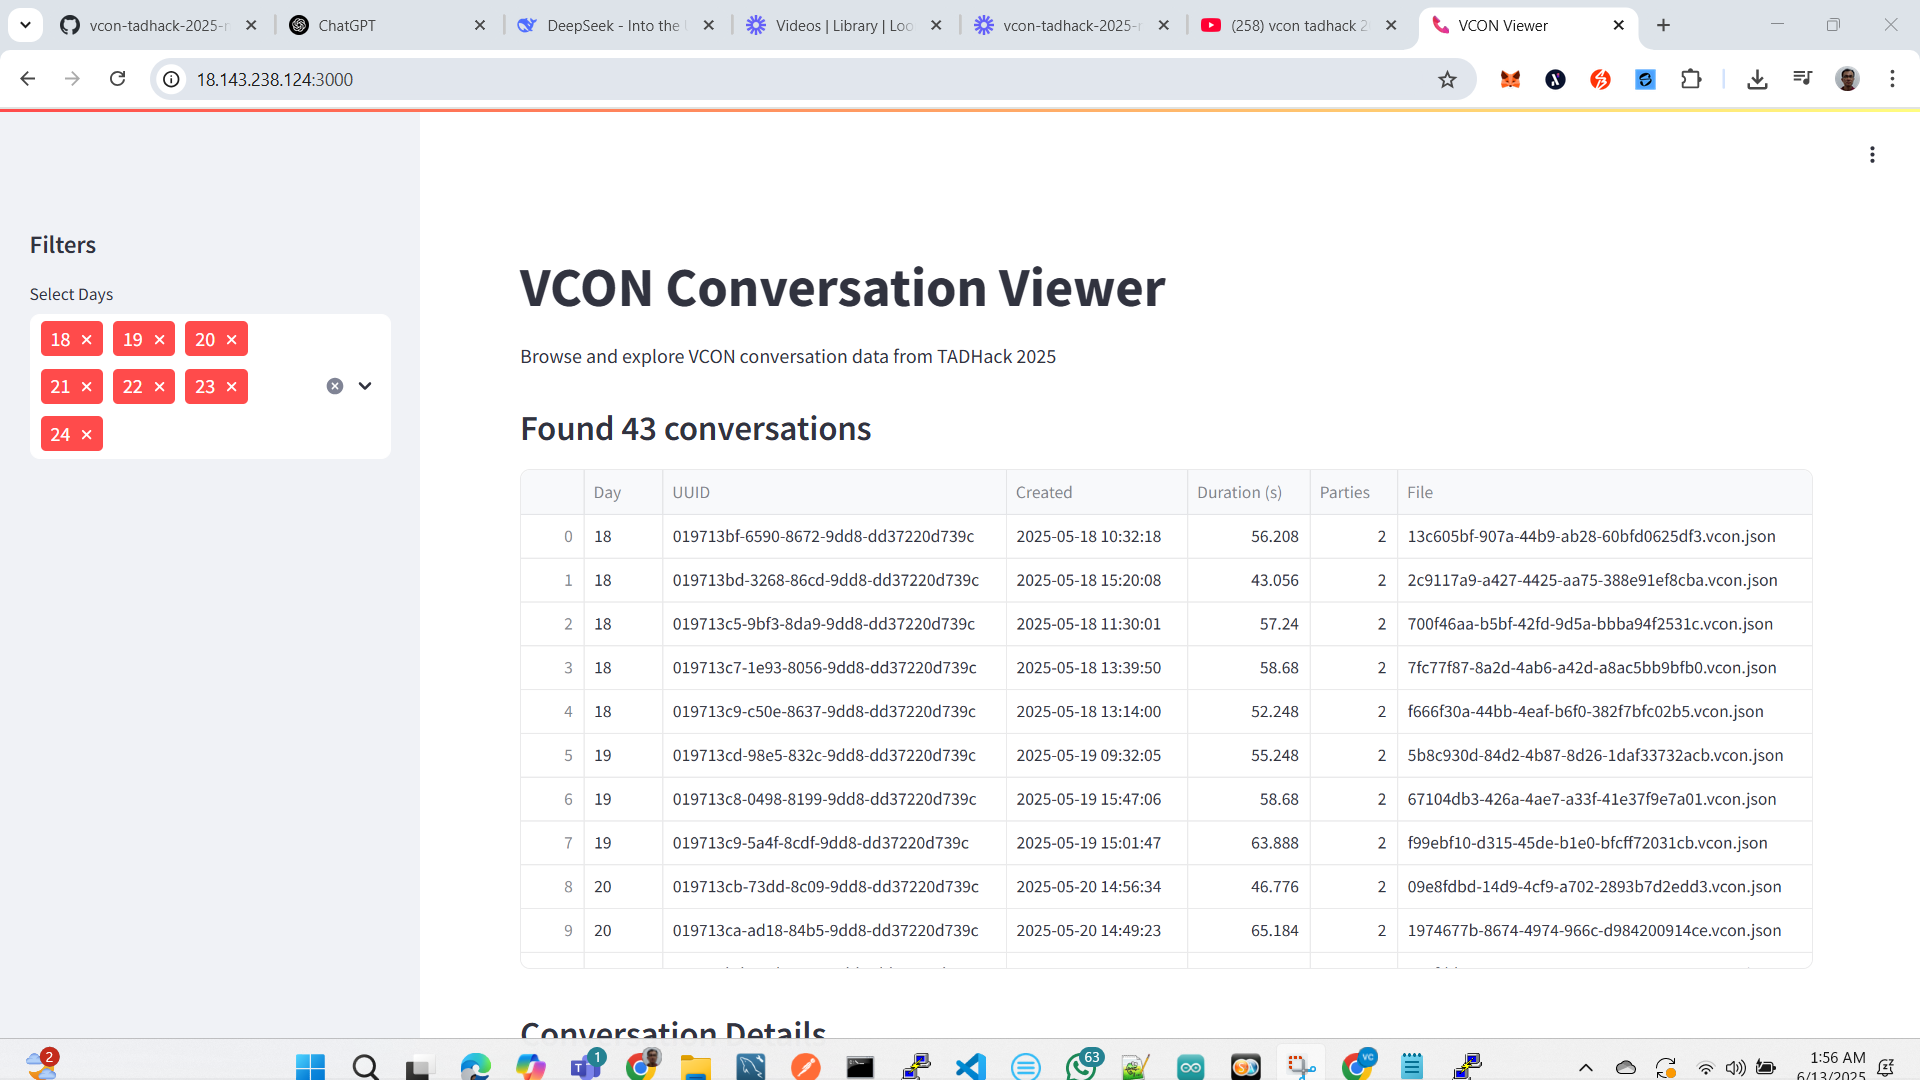 vcon-tadhack-2025-
ChatGPT
DeepSeek - Into the
Videos | Library | Loo
vcon-tadhack-2025-
(258) vcon tadhack 2
VCON Viewer
18.143.238.124:3000
Filters
Select Days
18 19 20
21 22 23
24
VCON Conversation Viewer
Browse and explore VCON conversation data from TADHack 2025
Found 43 conversations
Day UUID Created Duration (s) Parties File
0 18 019713bf-6590-8672-9dd8-dd37220d739c 2025-05-18 10:32:18 56.208 2 13c605bf-907a-44b9-ab28-60bfd0625df3.vcon.json
1 18 019713bd-3268-86cd-9dd8-dd37220d739c 2025-05-18 15:20:08 43.056 2 2c9117a9-a427-4425-aa75-388e91ef8cba.vcon.json
2 18 019713c5-9bf3-8da9-9dd8-dd37220d739c 2025-05-18 11:30:01 57.24 2 700f46aa-b5bf-42fd-9d5a-bbba94f2531c.vcon.json
3 18 019713c7-1e93-8056-9dd8-dd37220d739c 2025-05-18 13:39:50 58.68 2 7fc77f87-8a2d-4ab6-a42d-a8ac5bb9bfb0.vcon.json
4 18 019713c9-c50e-8637-9dd8-dd37220d739c 2025-05-18 13:14:00 52.248 2 f666f30a-44bb-4eaf-b6f0-382f7bfc02b5.vcon.json
5 19 019713cd-98e5-832c-9dd8-dd37220d739c 2025-05-19 09:32:05 55.248 2 5b8c930d-84d2-4b87-8d26-1daf33732acb.vcon.json
6 19 019713c8-0498-8199-9dd8-dd37220d739c 2025-05-19 15:47:06 58.68 2 67104db3-426a-4ae7-a33f-41e37f9e7a01.vcon.json
7 19 019713c9-5a4f-8cdf-9dd8-dd37220d739c 2025-05-19 15:01:47 63.888 2 f99ebf10-d315-45de-b1e0-bfcff72031cb.vcon.json
8 20 019713cb-73dd-8c09-9dd8-dd37220d739c 2025-05-20 14:56:34 46.776 2 09e8fdbd-14d9-4cf9-a702-2893b7d2edd3.vcon.json
9 20 019713ca-ad18-84b5-9dd8-dd37220d739c 2025-05-20 14:49:23 65.184 2 1974677b-8674-4974-966c-d984200914ce.vcon.json
Conversation Details
2
1
63
VC
1:56 AM
6/13/2025